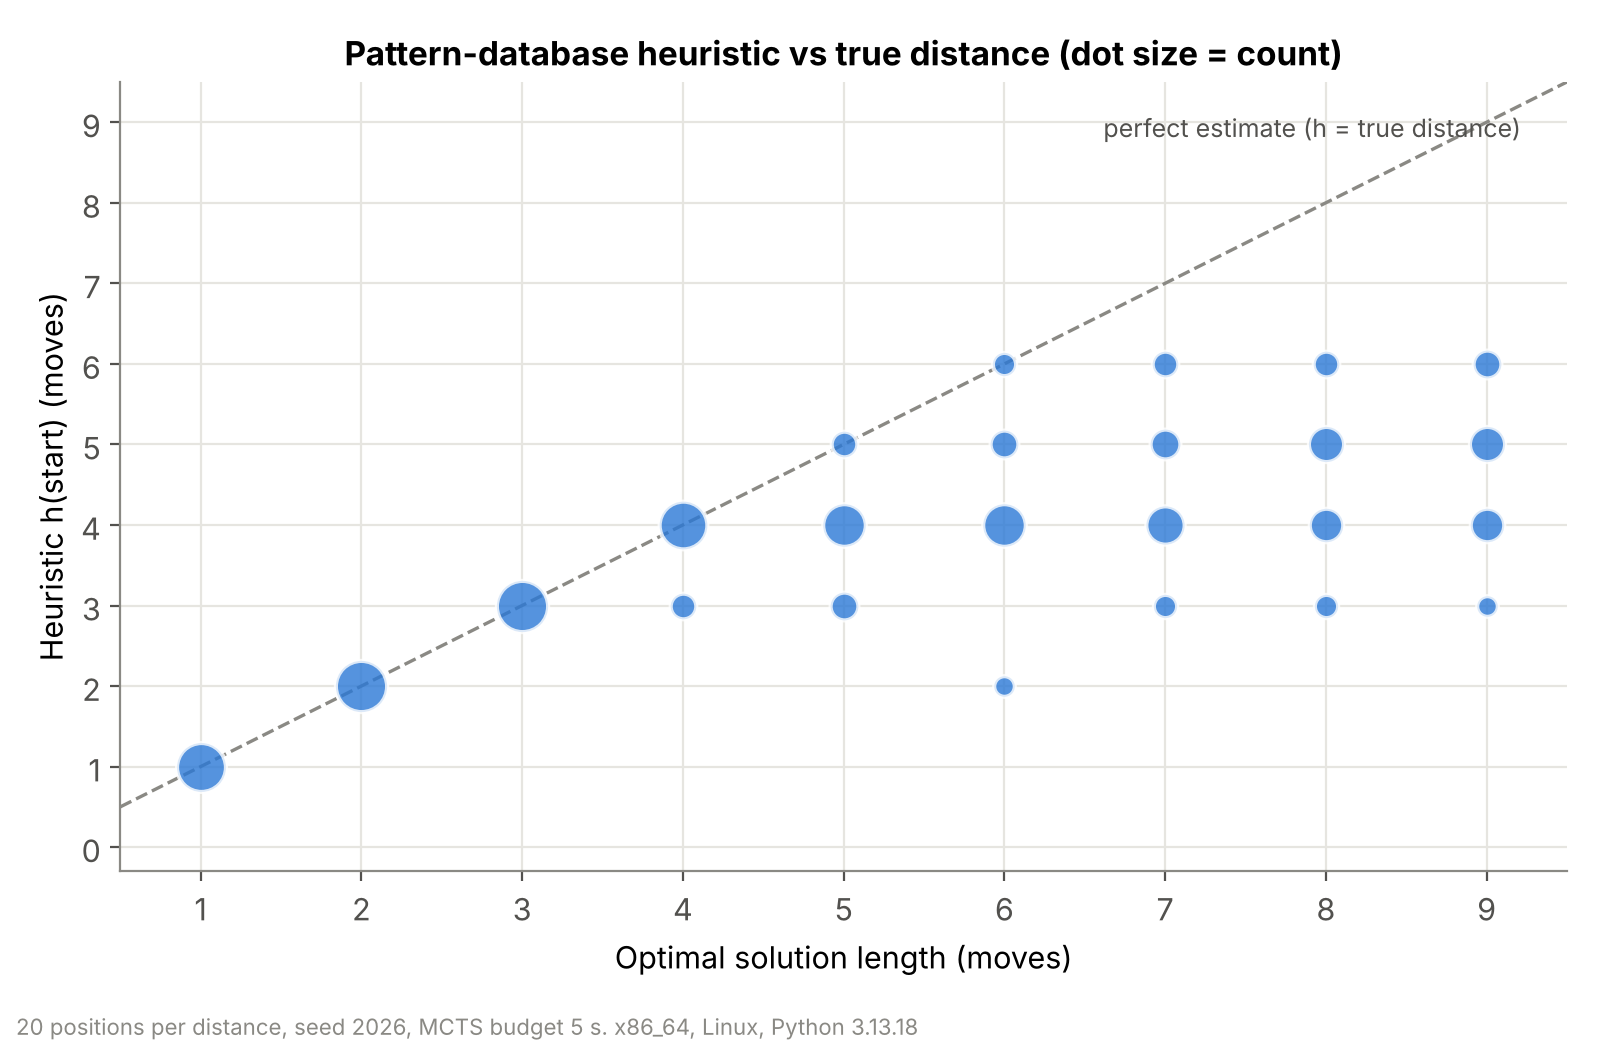 Pattern-database heuristic vs true distance (dot size = count)
perfect estimate (h = true distance)
Heuristic h(start) (moves)
9
8
7
6
5
4
3
2
1
0
1 2 3 4 5 6 7 8 9
Optimal solution length (moves)
20 positions per distance, seed 2026, MCTS budget 5 s. x86_64, Linux, Python 3.13.18